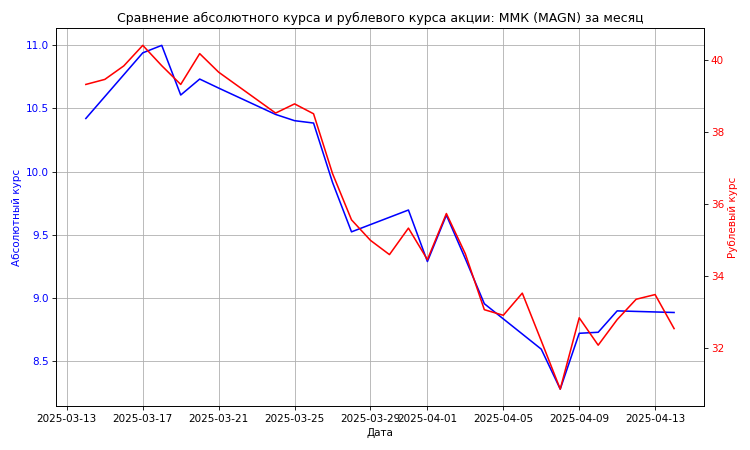 Сравнение абсолютного курса и рублевого курса акции: ММК (MAGN) за месяц
11.0
10.5
10.0
9.5
9.0
8.5
Абсолютный курс
40
38
36
34
32
Рублевый курс
2025-03-13 2025-03-17 2025-03-21 2025-03-25 2025-03-29 2025-04-01 2025-04-05 2025-04-09 2025-04-13
Дата